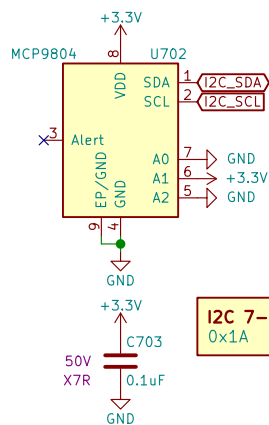 +3.3V
MCP9804
U702
8
VDD
SDA 1 I2C_SDA
SCL 2 I2C_SCL
3 Alert
A0 7 GND
A1 6 +3.3V
A2 5 GND
EP/GND
GND
9
4
GND
+3.3V
C703
50V
X7R
0.1uF
GND
I2C 7-
0x1A